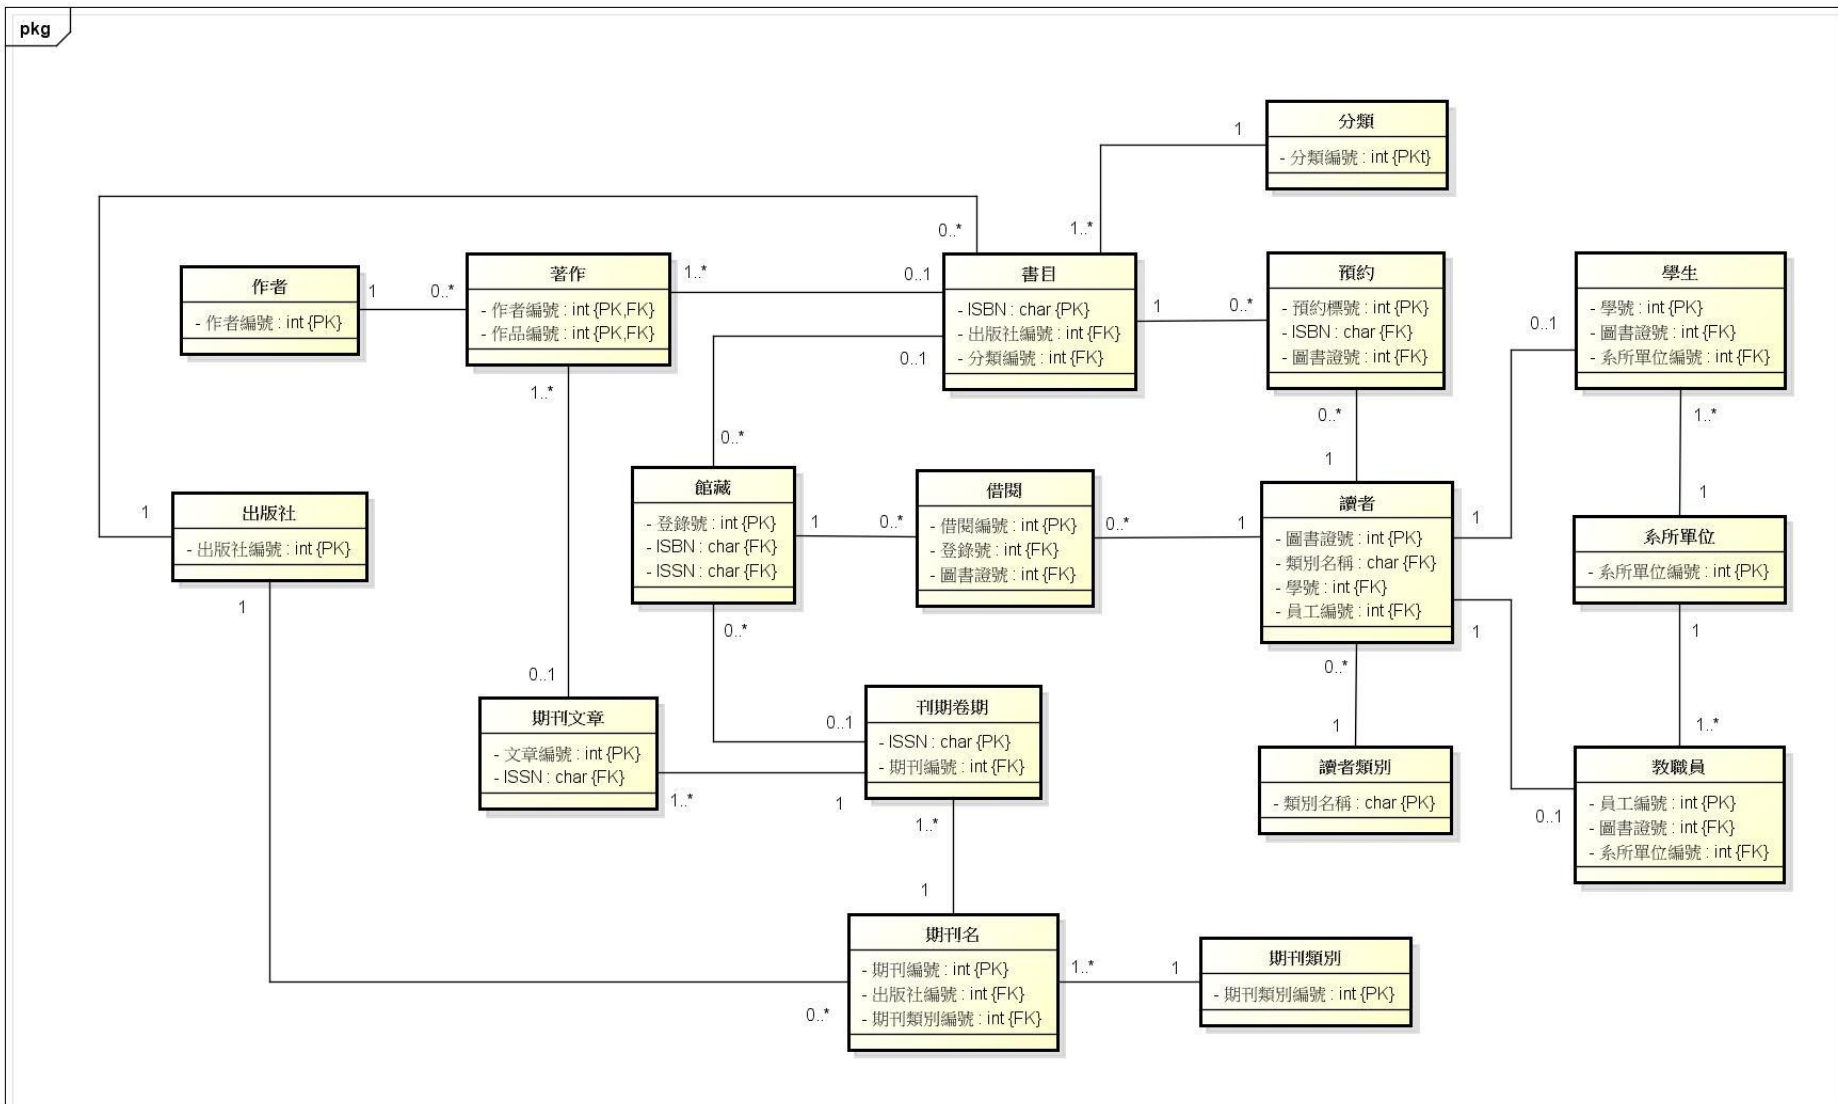 pkg
分類
- 分類編號 : int {PKt}
1
1..*
0..*
作者
- 作者編號 : int {PK}
1
0..*
著作
- 作者編號 : int {PK,FK}
- 作品編號 : int {PK,FK}
1..*
0..1
1..*
書目
- ISBN : char {PK}
- 出版社編號 : int {FK}
- 分類編號 : int {FK}
0..1
1
0..*
預約
- 預約標號 : int {PK}
- ISBN : char {FK}
- 圖書證號 : int {FK}
0..*
1
學生
- 學號 : int {PK}
- 圖書證號 : int {FK}
- 系所單位編號 : int {FK}
0..1
1..*
1
出版社
- 出版社編號 : int {PK}
1
1
0..*
館藏
- 登錄號 : int {PK}
- ISBN : char {FK}
- ISSN : char {FK}
1
0..*
0..*
借閱
- 借閱編號 : int {PK}
- 登錄號 : int {FK}
- 圖書證號 : int {FK}
0..*
1
讀者
- 圖書證號 : int {PK}
- 類別名稱 : char {FK}
- 學號 : int {FK}
- 員工編號 : int {FK}
1
1
0..*
1
系所單位
- 系所單位編號 : int {PK}
1
1..*
0..1
期刊文章
- 文章編號 : int {PK}
- ISSN : char {FK}
1..*
0..1
1
刊期卷期
- ISSN : char {PK}
- 期刊編號 : int {FK}
1..*
1
讀者類別
- 類別名稱 : char {PK}
教職員
- 員工編號 : int {PK}
- 圖書證號 : int {FK}
- 系所單位編號 : int {FK}
0..1
期刊名
- 期刊編號 : int {PK}
- 出版社編號 : int {FK}
- 期刊類別編號 : int {FK}
0..*
1..*
1
期刊類別
- 期刊類別編號 : int {PK}